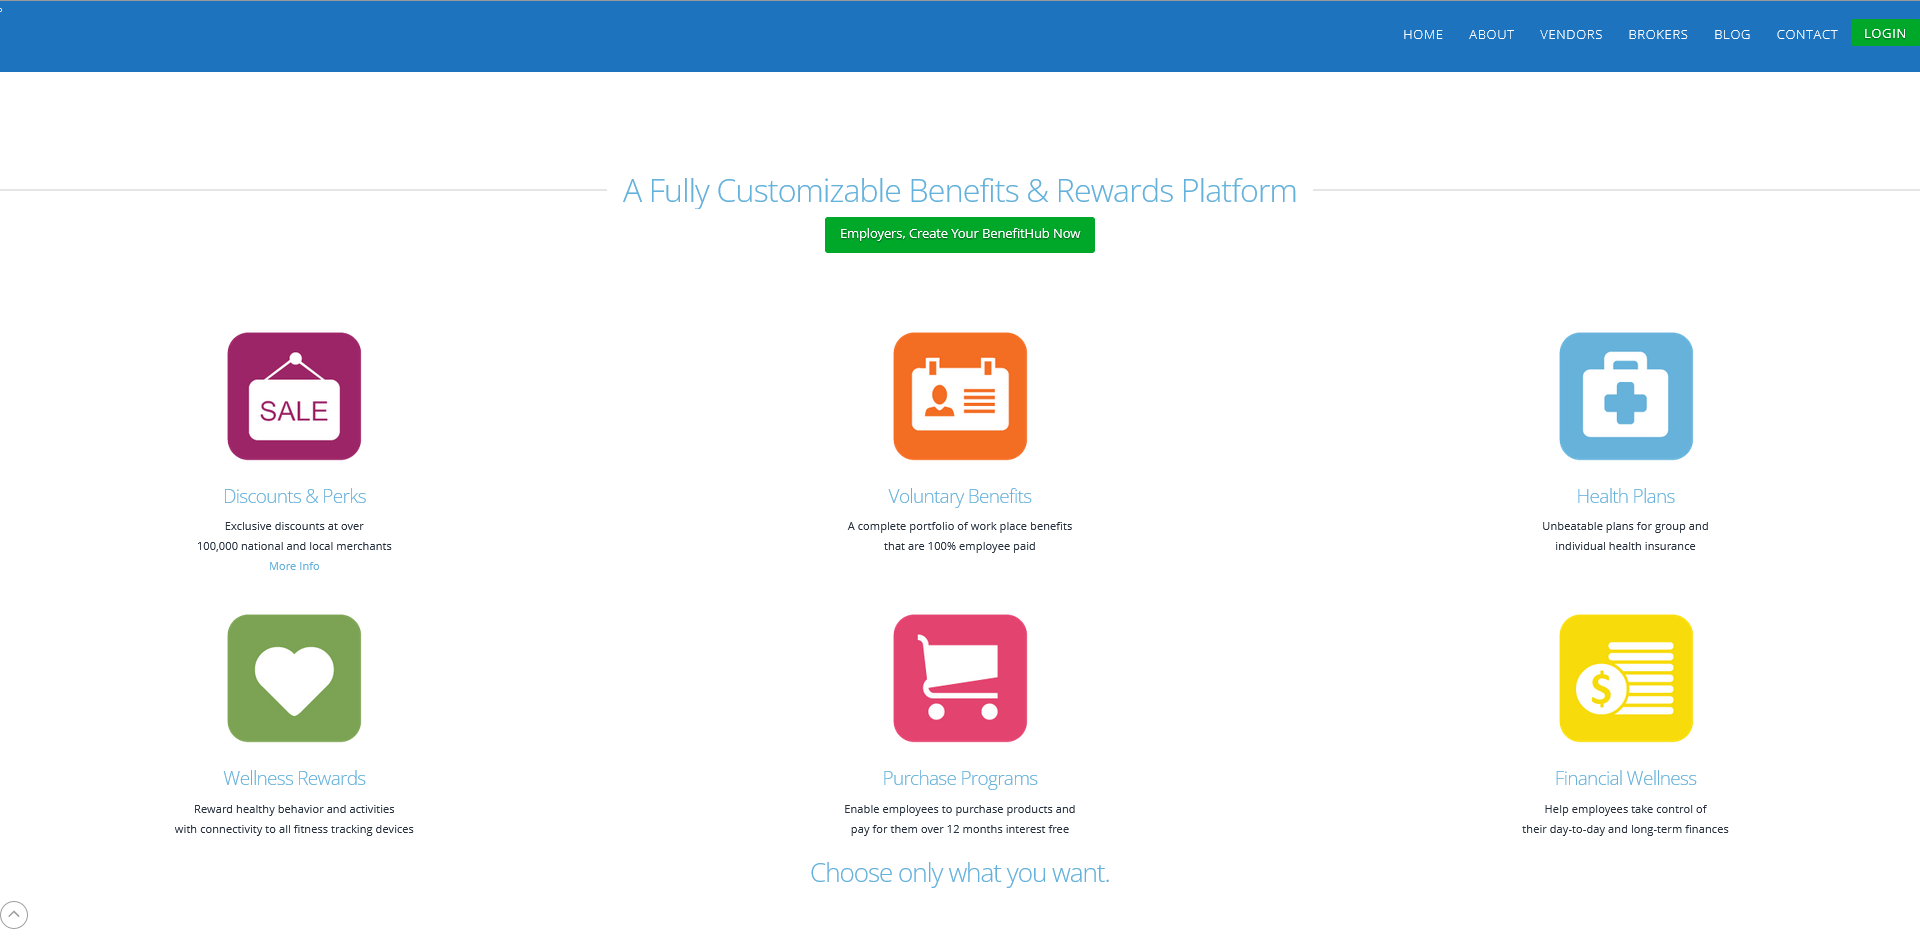 HOME ABOUT VENDORS BROKERS BLOG CONTACT LOGIN
A Fully Customizable Benefits & Rewards Platform
Employers, Create Your BenefitHub Now
SALE
Discounts & Perks
Exclusive discounts at over
100,000 national and local merchants
More Info
Voluntary Benefits
A complete portfolio of work place benefits
that are 100% employee paid
Health Plans
Unbeatable plans for group and
individual health insurance
Wellness Rewards
Reward healthy behavior and activities
with connectivity to all fitness tracking devices
Purchase Programs
Enable employees to purchase products and
pay for them over 12 months interest free
$
Financial Wellness
Help employees take control of
their day-to-day and long-term finances
Choose only what you want.